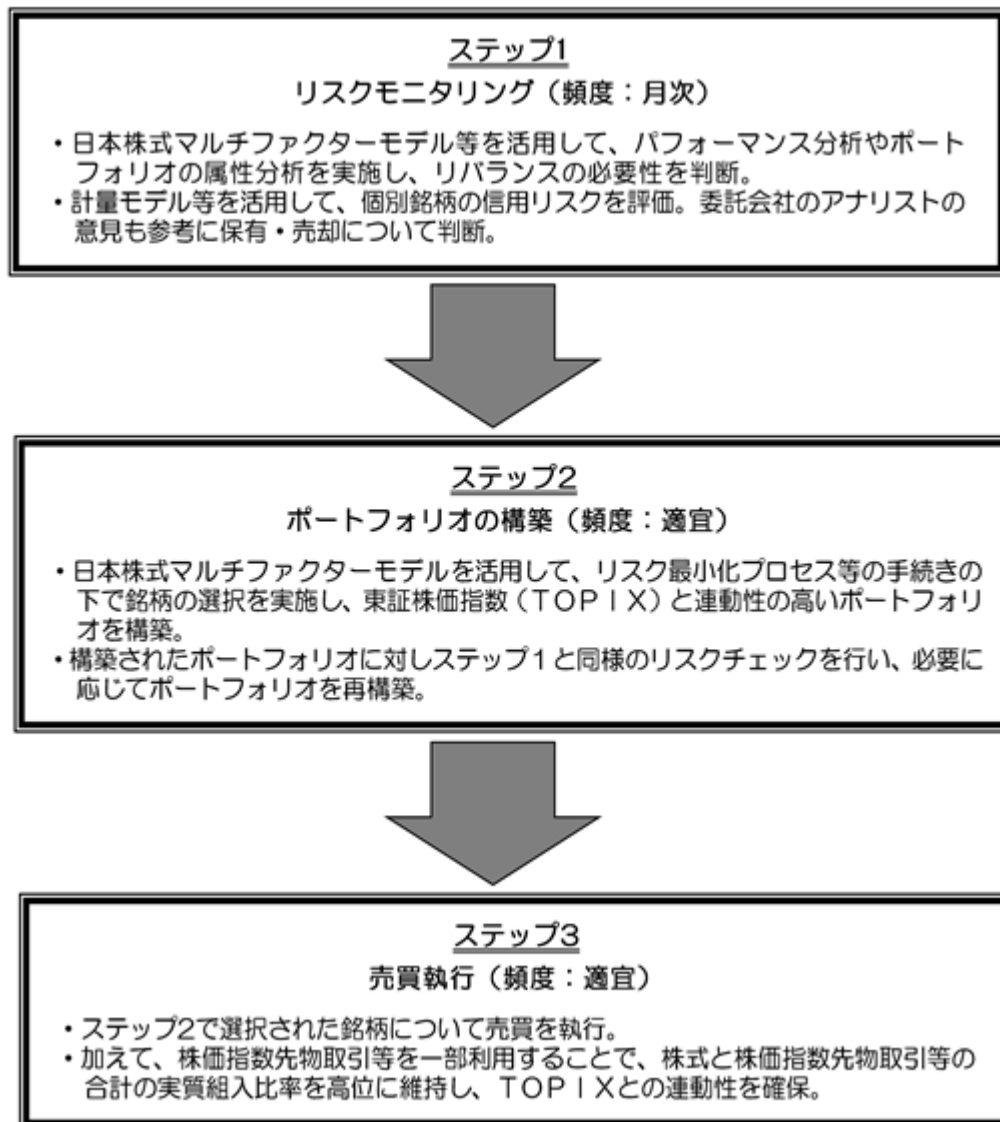 ステップ1
リスクモニタリング（頻度：月次）
・日本株式マルチファクターモデル等を活用して、パフォーマンス分析やポート
フォリオの属性分析を実施し、リバランスの必要性を判断。
・計量モデル等を活用して、個別銘柄の信用リスクを評価。委託会社のアナリストの
意見も参考に保有・売却について判断。
ステップ2
ポートフォリオの構築（頻度：適宜）
・日本株式マルチファクターモデルを活用して、リスク最小化プロセス等の手続きの
下で銘柄の選択を実施し、東証株価指数（ＴＯＰＩＸ）と連動性の高いポートフォリ
オを構築。
・構築されたポートフォリオに対しステップ１と同様のリスクチェックを行い、必要に
応じてポートフォリオを再構築。
ステップ3
売買執行（頻度：適宜）
・ステップ2で選択された銘柄について売買を執行。
・加えて、株価指数先物取引等を一部利用することで、株式と株価指数先物取引等の
合計の実質組入比率を高位に維持し、ＴＯＰＩＸとの連動性を確保。